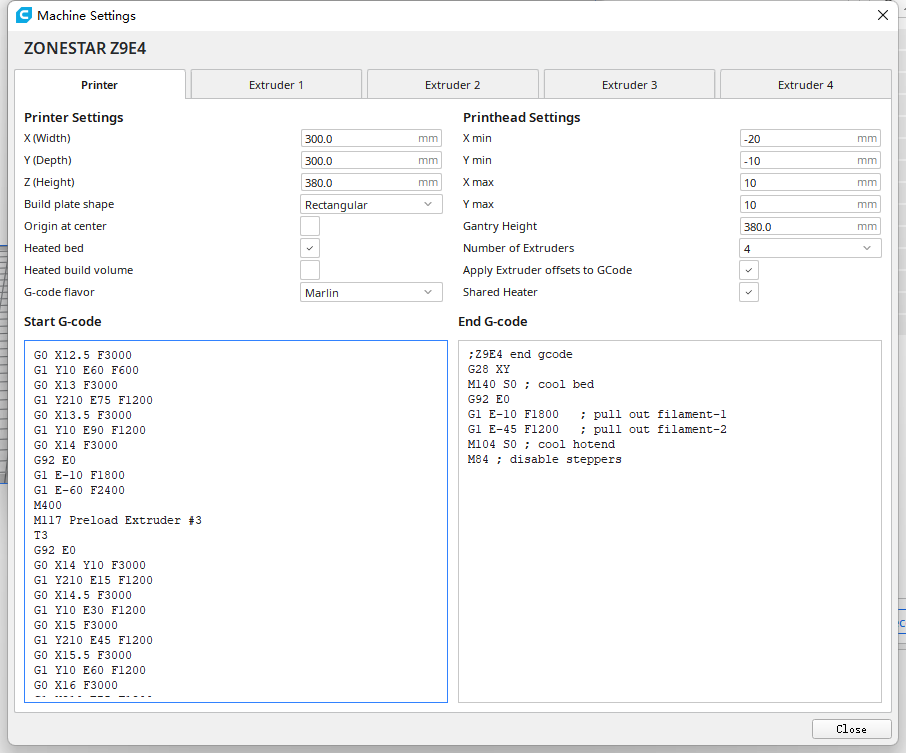 Machine Settings
ZONESTAR Z9E4
Printer
Extruder 1
Extruder 2
Extruder 3
Extruder 4
Printer Settings
X (Width)
300.0 mm
Y (Depth)
300.0 mm
Z (Height)
380.0 mm
Build plate shape
Rectangular
Origin at center
Heated bed
Heated build volume
G-code flavor
Marlin
Printhead Settings
X min
-20 mm
Y min
-10 mm
X max
10 mm
Y max
10 mm
Gantry Height
380.0 mm
Number of Extruders
4
Apply Extruder offsets to GCode
Shared Heater
Start G-code
G0 X12.5 F3000
G1 Y10 E60 F600
G0 X13 F3000
G1 Y210 E75 F1200
G0 X13.5 F3000
G1 Y10 E90 F1200
G0 X14 F3000
G92 E0
G1 E-10 F1800
G1 E-60 F2400
M400
M117 Preload Extruder #3
T3
G92 E0
G0 X14 Y10 F3000
G1 Y210 E15 F1200
G0 X14.5 F3000
G1 Y10 E30 F1200
G0 X15 F3000
G1 Y210 E45 F1200
G0 X15.5 F3000
G1 Y10 E60 F1200
G0 X16 F3000
End G-code
;Z9E4 end gcode
G28 XY
M140 S0 ; cool bed
G92 E0
G1 E-10 F1800 ; pull out filament-1
G1 E-45 F1200 ; pull out filament-2
M104 S0 ; cool hotend
M84 ; disable steppers
Close